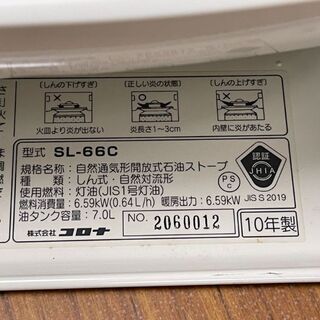 (しんの下げすぎ) (正しい炎の状態) (しんの上げすぎ)
火皿より炎が出ない 炎長さ1~3cm 内壁に炎があたる
型式 SL-66C
規格名称:自然通気形開放式石油ストーブ
種類:しん式・自然対流形
使用燃料:灯油(JIS1号灯油)
燃料消費量:6.59kW(0.64L/h) 暖房出力:6.59kW
油タンク容量:7.0L NO. 2060012
株式会社 コロナ 10年製
PSC
認証
JHIA
JIS S 2019